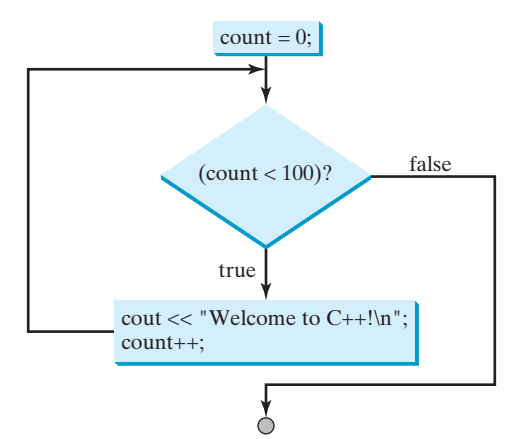 count = 0;
(count < 100)?
false
true
cout << "Welcome to C++!\n";
count++;